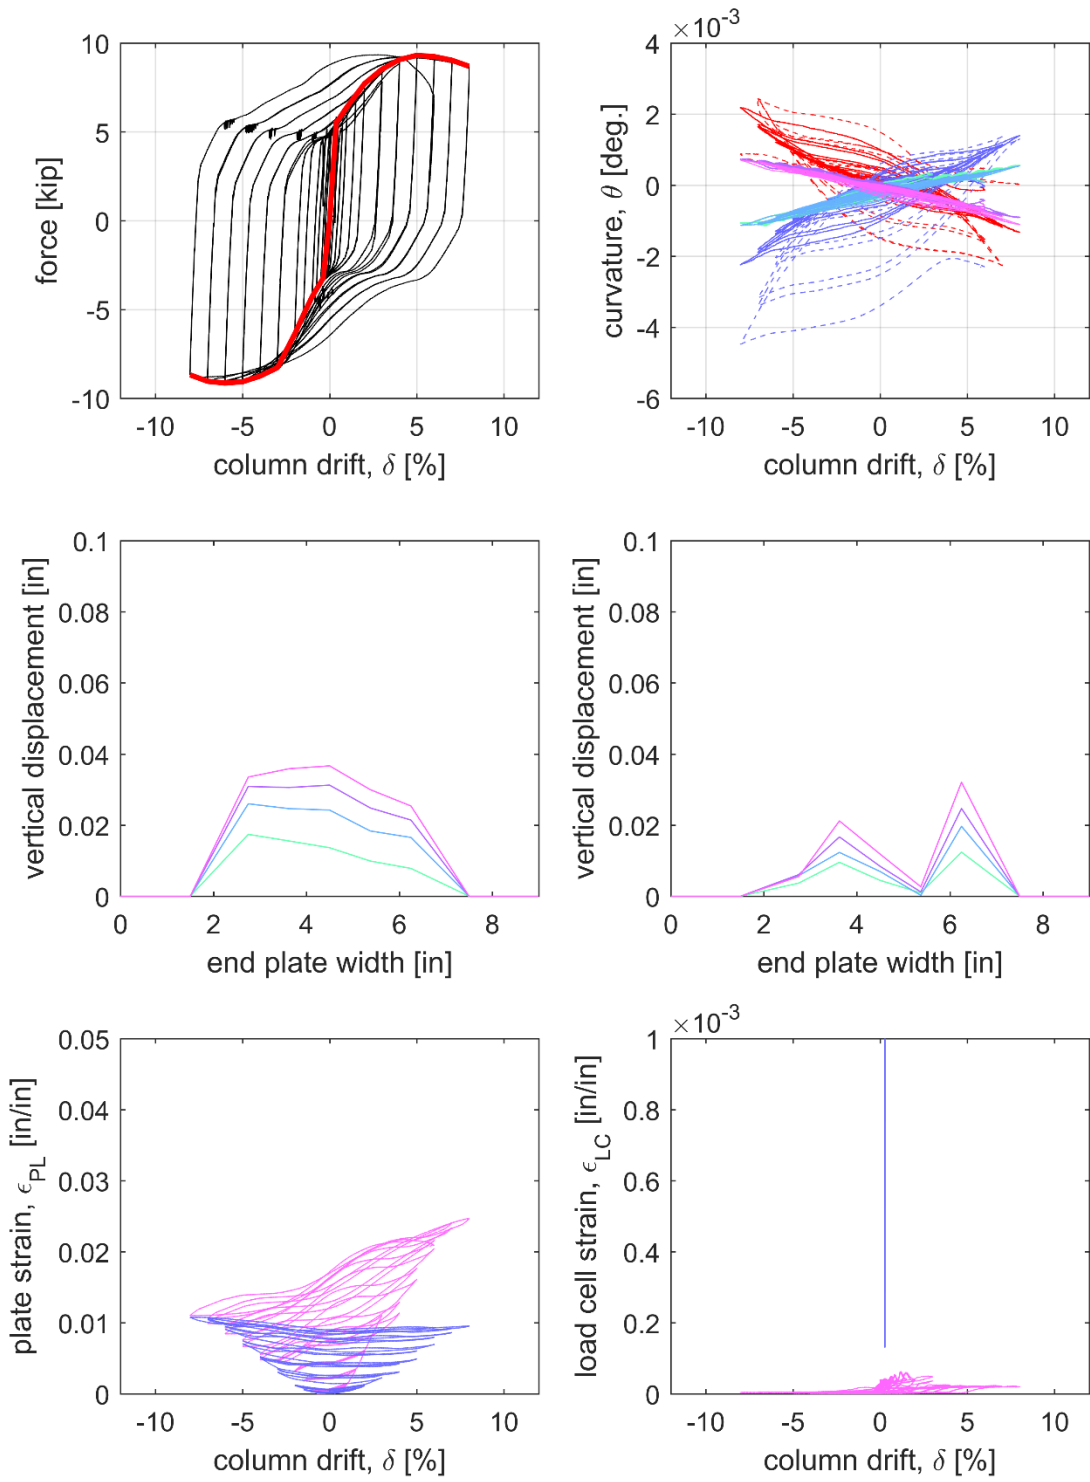 10
5
0
-5
-10
-10 -5 0 5 10
force [kip]
column drift, δ [%]
×10⁻³
4
2
0
-2
-4
-6
-10 -5 0 5 10
curvature, θ [deg.]
column drift, δ [%]
0.1
0.08
0.06
0.04
0.02
0
0 2 4 6 8
vertical displacement [in]
end plate width [in]
0.1
0.08
0.06
0.04
0.02
0
0 2 4 6 8
vertical displacement [in]
end plate width [in]
0.05
0.04
0.03
0.02
0.01
0
-10 -5 0 5 10
plate strain, ϵ_PL [in/in]
column drift, δ [%]
×10⁻³
1
0.8
0.6
0.4
0.2
0
-10 -5 0 5 10
load cell strain, ϵ_LC [in/in]
column drift, δ [%]